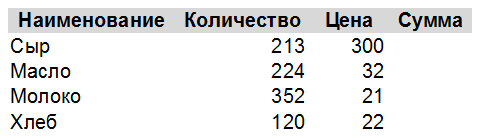 Наименование Количество Цена Сумма
Сыр 213 300
Масло 224 32
Молоко 352 21
Хлеб 120 22